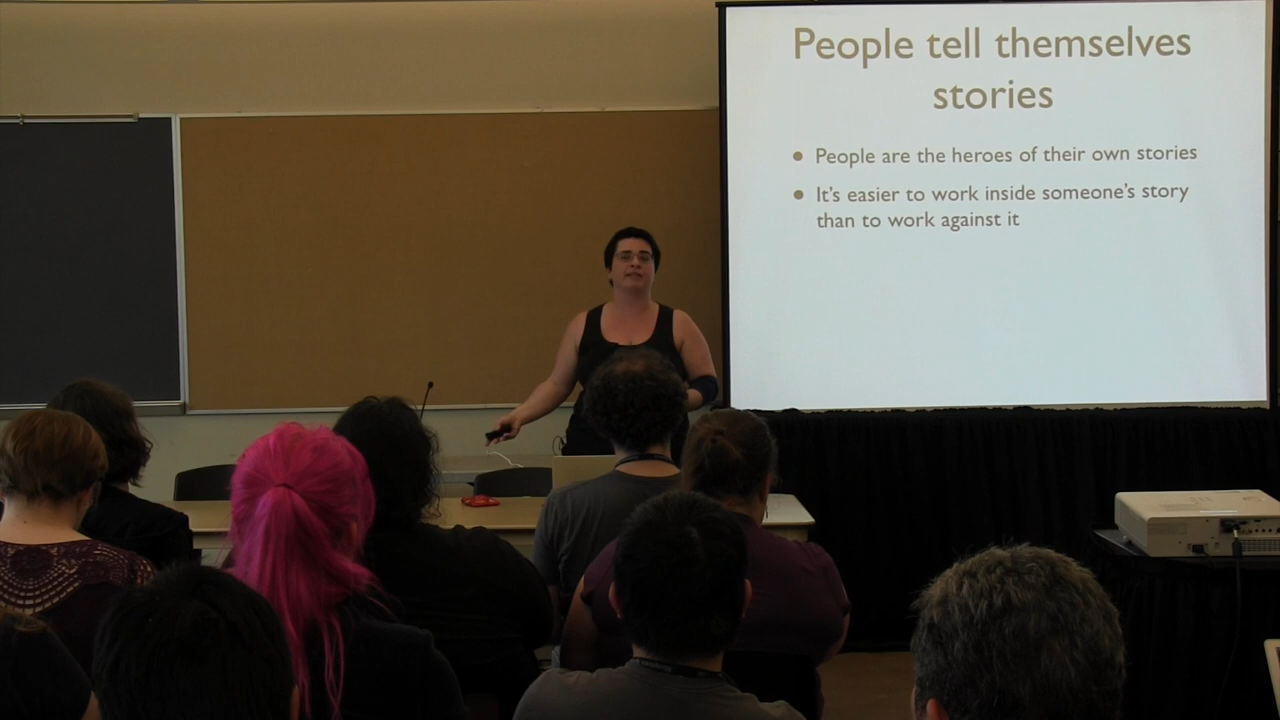 People tell themselves
stories
• People are the heroes of their own stories
• It's easier to work inside someone's story
than to work against it